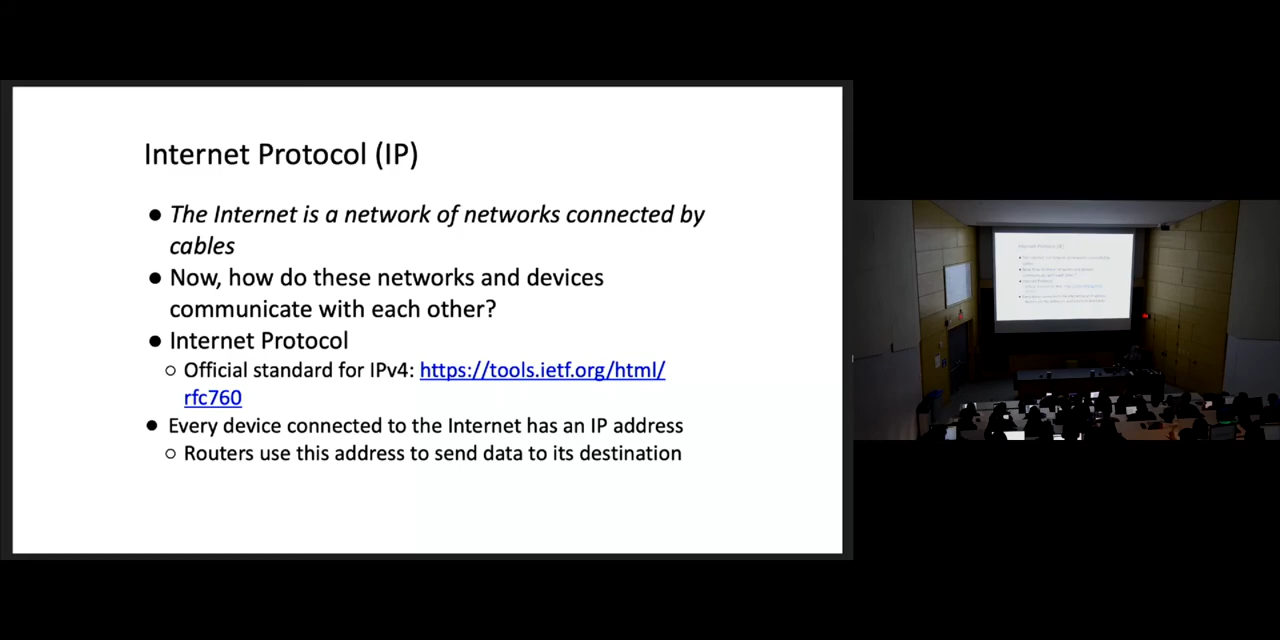 Internet Protocol (IP)
● The Internet is a network of networks connected by
cables
● Now, how do these networks and devices
communicate with each other?
● Internet Protocol
○ Official standard for IPv4: https://tools.ietf.org/html/
rfc760
● Every device connected to the Internet has an IP address
○ Routers use this address to send data to its destination